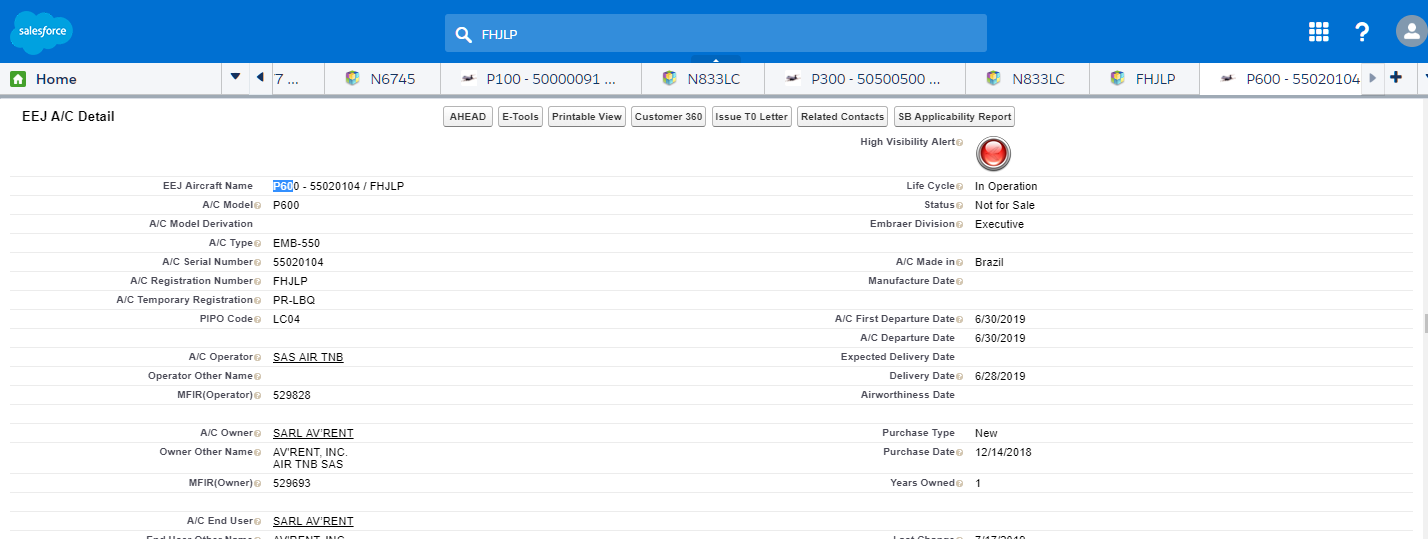 salesforce
FHJLP
?
Home
7 ...
N6745
P100 - 50000091 ...
N833LC
P300 - 50500500 ...
N833LC
FHJLP
P600 - 55020104
EEJ A/C Detail
AHEAD
E-Tools
Printable View
Customer 360
Issue T0 Letter
Related Contacts
SB Applicability Report
High Visibility Alert
EEJ Aircraft Name P600 - 55020104 / FHJLP Life Cycle In Operation
A/C Model P600 Status Not for Sale
A/C Model Derivation Embraer Division Executive
A/C Type EMB-550
A/C Serial Number 55020104 A/C Made in Brazil
A/C Registration Number FHJLP Manufacture Date
A/C Temporary Registration PR-LBQ
PIPO Code LC04 A/C First Departure Date 6/30/2019
A/C Departure Date 6/30/2019
A/C Operator SAS AIR TNB Expected Delivery Date
Operator Other Name Delivery Date 6/28/2019
MFIR(Operator) 529828 Airworthiness Date
A/C Owner SARL AV'RENT Purchase Type New
Owner Other Name AV'RENT, INC. Purchase Date 12/14/2018
AIR TNB SAS
MFIR(Owner) 529693 Years Owned 1
A/C End User SARL AV'RENT
End User Other Name AV'RENT, INC. Last Change 7/17/2019